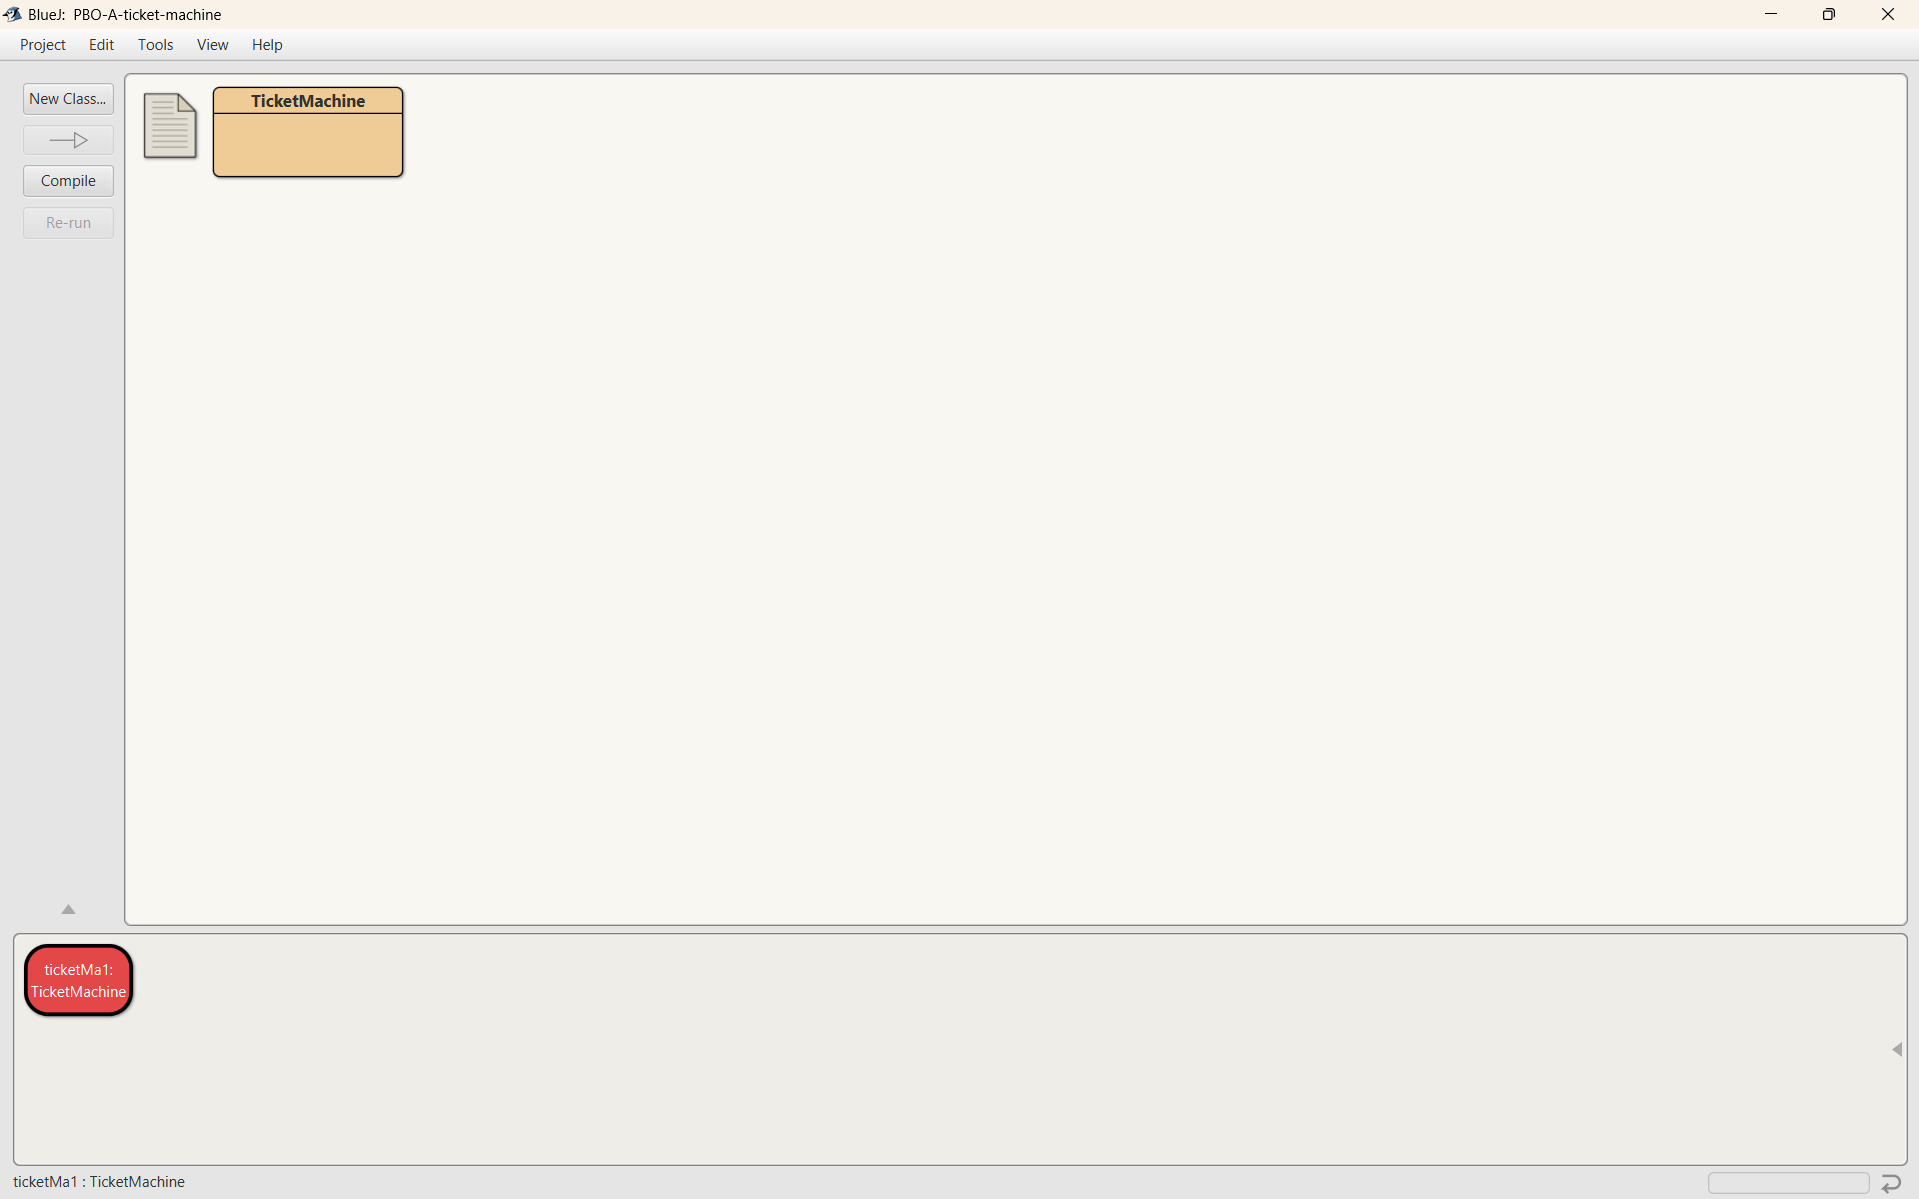 BlueJ: PBO-A-ticket-machine
Project Edit Tools View Help
New Class...
Compile
Re-run
TicketMachine
ticketMa1:
TicketMachine
ticketMa1 : TicketMachine